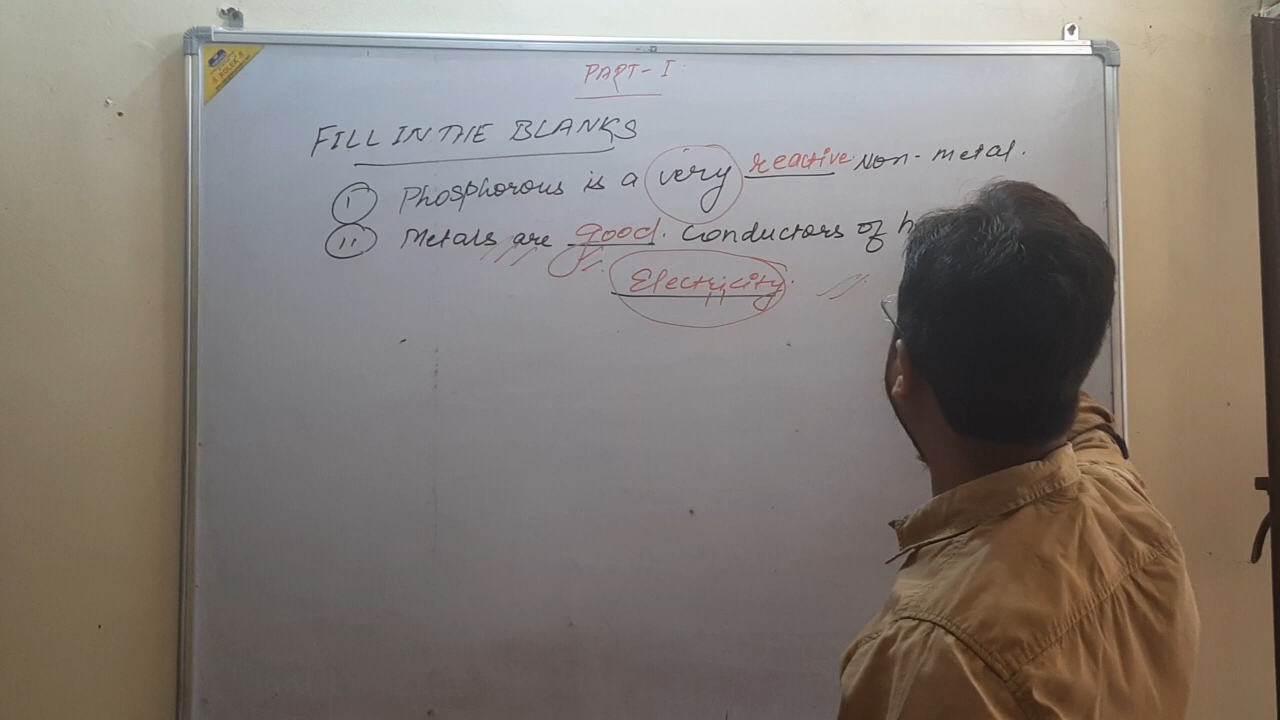 PART-I
FILL IN THE BLANKS
i Phosphorous is a very reactive Non-metal.
ii Metals are good conductors of
Electricity.